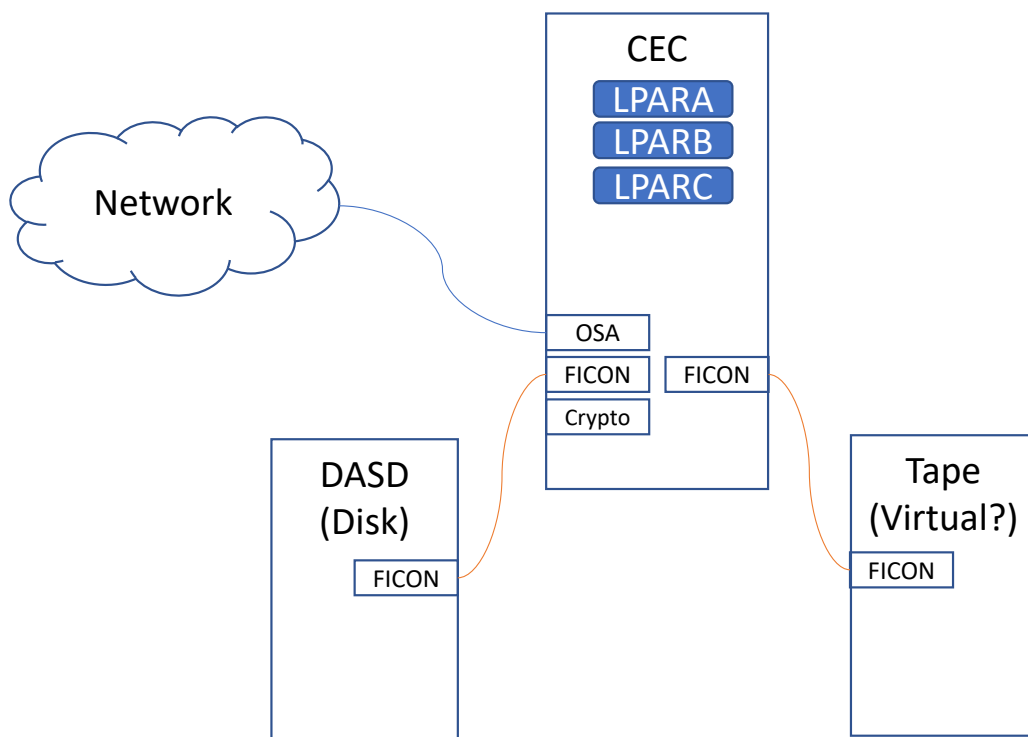 CEC
LPARA
LPARB
LPARC
Network
OSA
FICON
FICON
Crypto
DASD
(Disk)
FICON
Tape
(Virtual?)
FICON